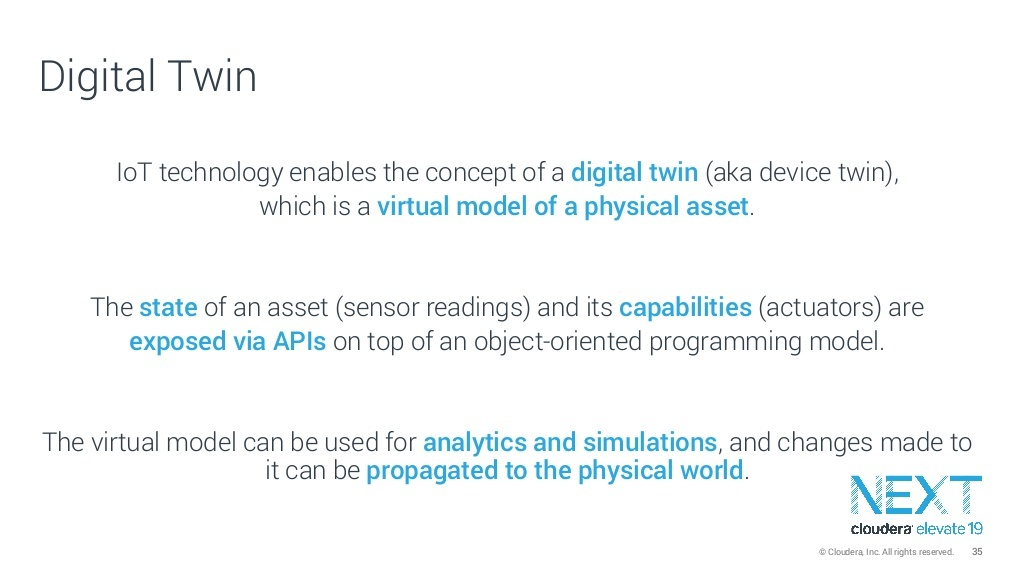 Digital Twin
IoT technology enables the concept of a digital twin (aka device twin),
which is a virtual model of a physical asset.
The state of an asset (sensor readings) and its capabilities (actuators) are
exposed via APIs on top of an object-oriented programming model.
The virtual model can be used for analytics and simulations, and changes made to
it can be propagated to the physical world.
NEXT
cloudera elevate 19
© Cloudera, Inc. All rights reserved. 35